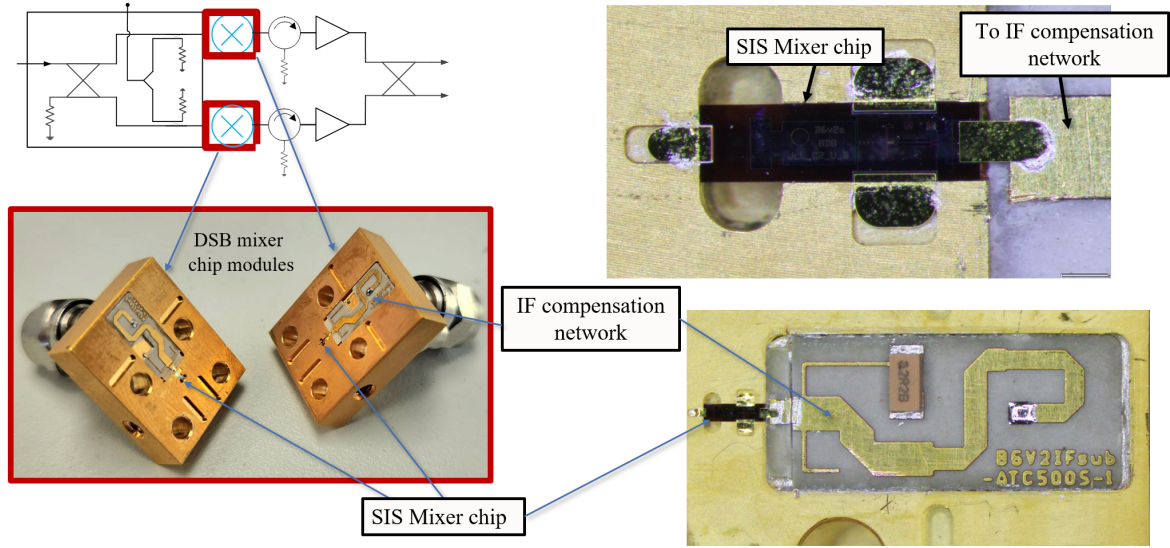 SIS Mixer chip
To IF compensation
network
B6v2a
DSB mixer
chip modules
IF compensation
network
B6V2IFsub
-ATC500S-1
SIS Mixer chip